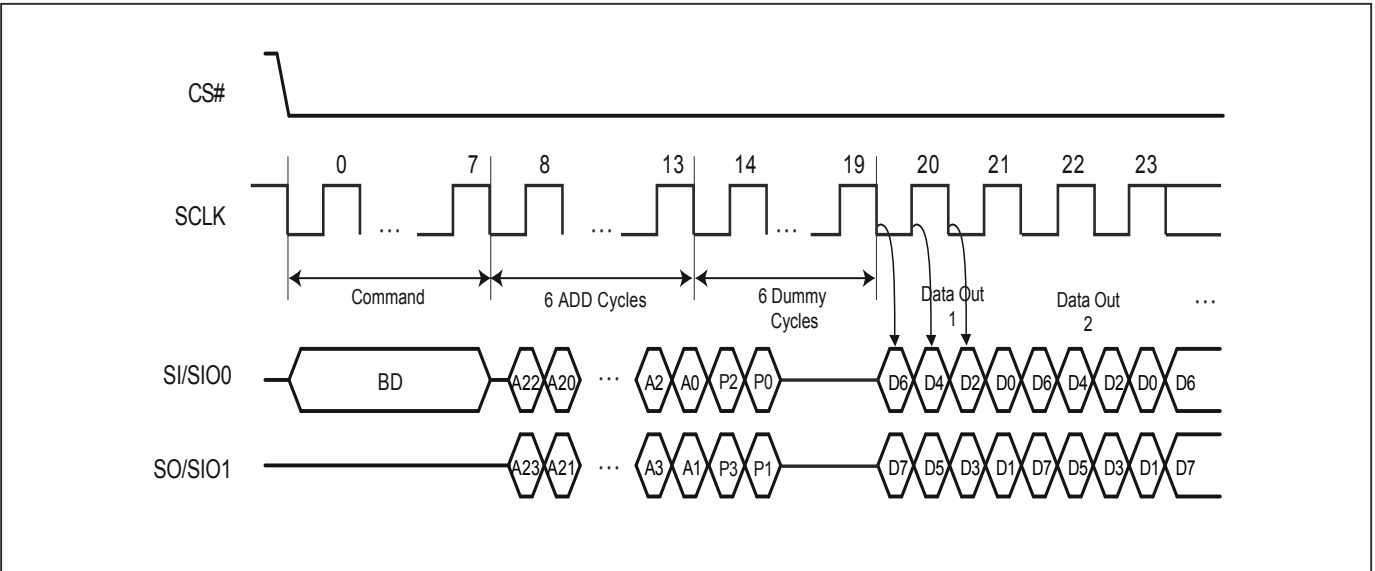 CS#
0 7 8 13 14 19 20 21 22 23
SCLK
... ... ...
Command
6 ADD Cycles
6 Dummy
Cycles
Data Out
1
Data Out
2
...
SI/SIO0
BD A22 A20 ... A2 A0 P2 P0 D6 D4 D2 D0 D6 D4 D2 D0 D6
SO/SIO1
A23 A21 ... A3 A1 P3 P1 D7 D5 D3 D1 D7 D5 D3 D1 D7